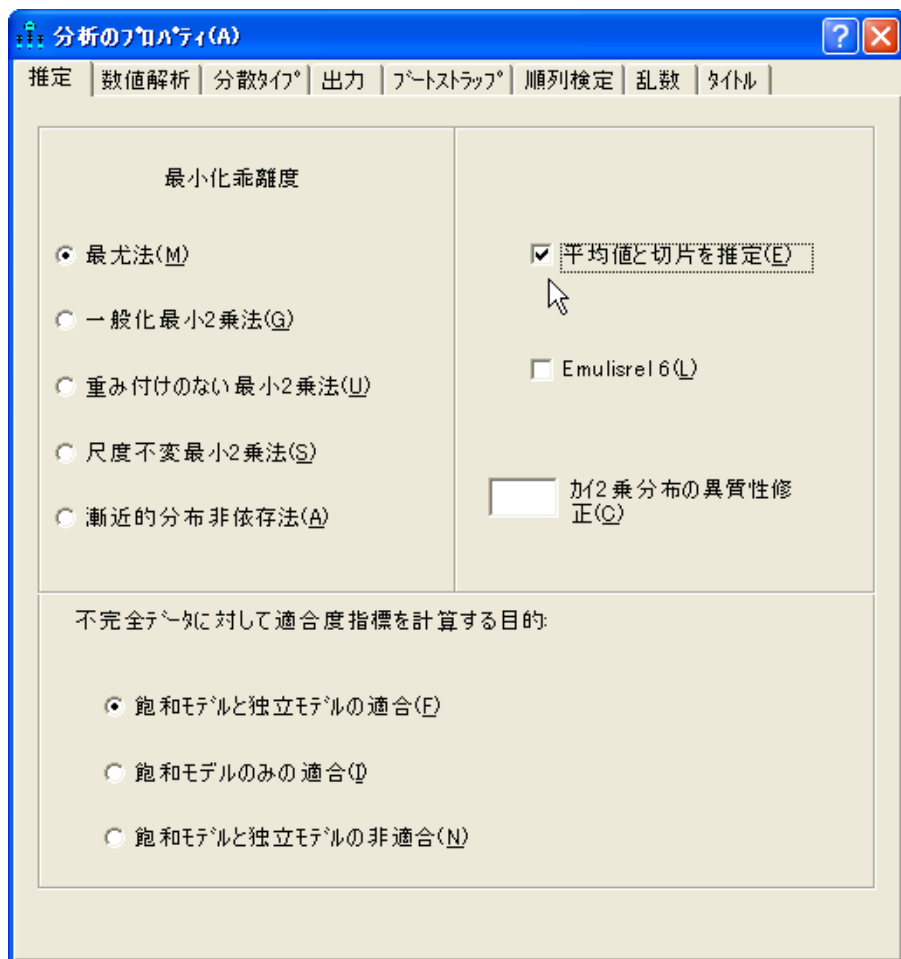 分析のﾌﾟﾛﾊﾟﾃｨ(A)
推定 数値解析 分散ﾀｲﾌﾟ 出力 ﾌﾞｰﾄｽﾄﾗｯﾌﾟ 順列検定 乱数 ﾀｲﾄﾙ
最小化乖離度
最尤法(M)
一般化最小2乗法(G)
重み付けのない最小2乗法(U)
尺度不変最小2乗法(S)
漸近的分布非依存法(A)
平均値と切片を推定(E)
Emulisrel 6(L)
ｶｲ2乗分布の異質性修
正(C)
不完全ﾃﾞｰﾀに対して適合度指標を計算する目的:
飽和ﾓﾃﾞﾙと独立ﾓﾃﾞﾙの適合(F)
飽和モデルのみの適合(I)
飽和ﾓﾃﾞﾙと独立ﾓﾃﾞﾙの非適合(N)